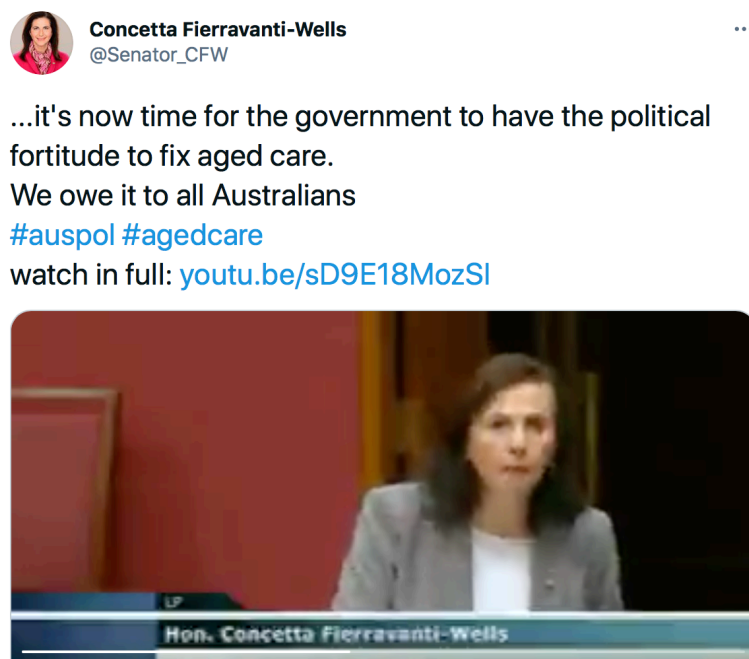 Concetta Fierravanti-Wells
@Senator_CFW
...it's now time for the government to have the political
fortitude to fix aged care.
We owe it to all Australians
#auspol #agedcare
watch in full: youtu.be/sD9E18MozSI
LP
Hon. Concetta Fierravanti-Wells